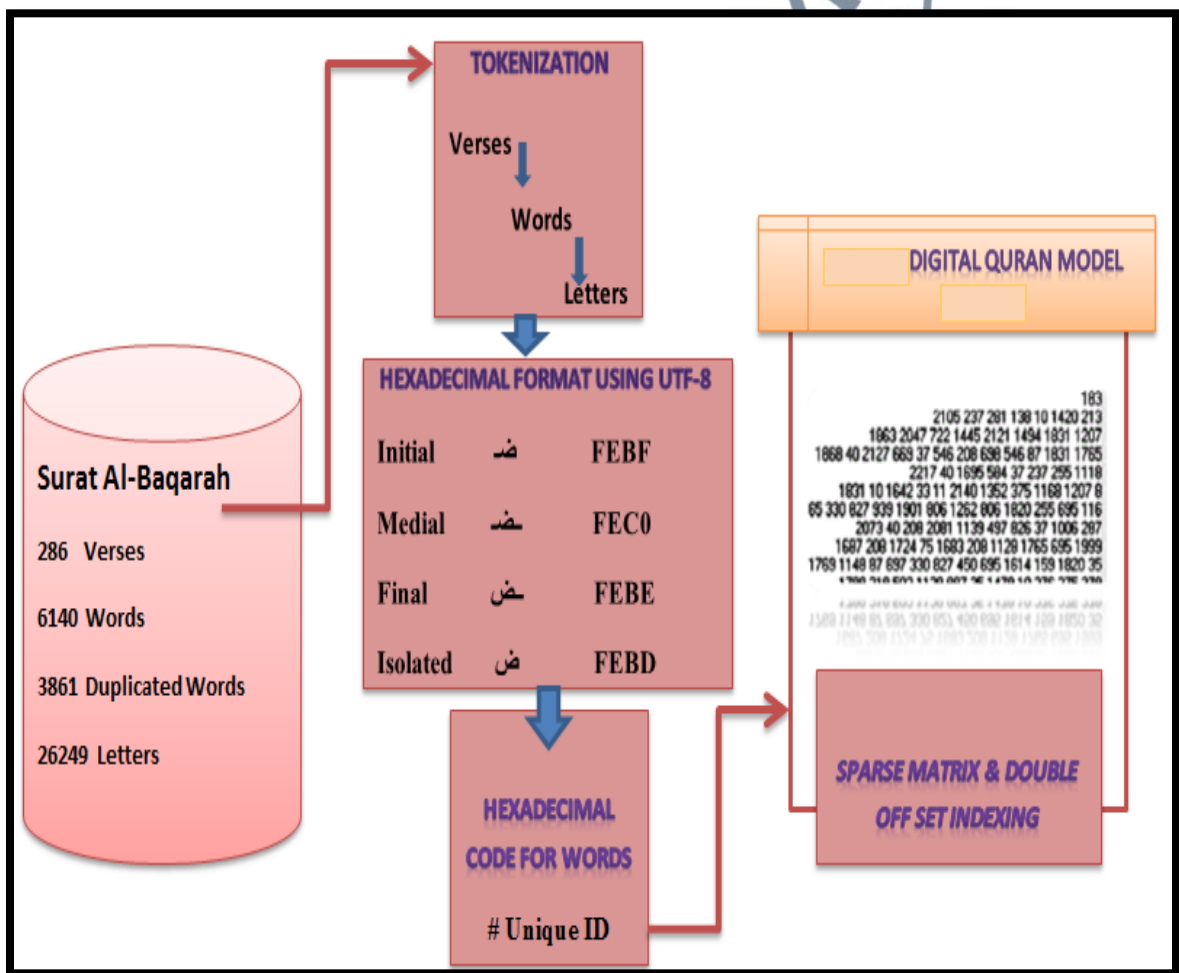 Surat Al-Baqarah
286 Verses
6140 Words
3861 Duplicated Words
26249 Letters
TOKENIZATION
Verses
Words
Letters
HEXADECIMAL FORMAT USING UTF-8
Initial ضـ FEBF
Medial ـضـ FEC0
Final ـض FEBE
Isolated ض FEBD
HEXADECIMAL
CODE FOR WORDS
# Unique ID
DIGITAL QURAN MODEL
183
2105 237 281 138 10 1420 213
1863 2047 722 1445 2121 1494 1831 1207
1868 40 2127 669 37 546 208 698 546 87 1831 1765
2217 40 1695 584 37 237 255 1118
1831 10 1642 33 11 2140 1352 375 1168 1207 8
65 330 827 939 1901 806 1262 806 1820 255 695 116
2073 40 208 2081 1139 497 826 37 1006 287
1687 208 1724 75 1683 208 1128 1765 695 1999
1769 1148 87 697 330 827 450 695 1614 159 1820 35
SPARSE MATRIX & DOUBLE
OFF SET INDEXING